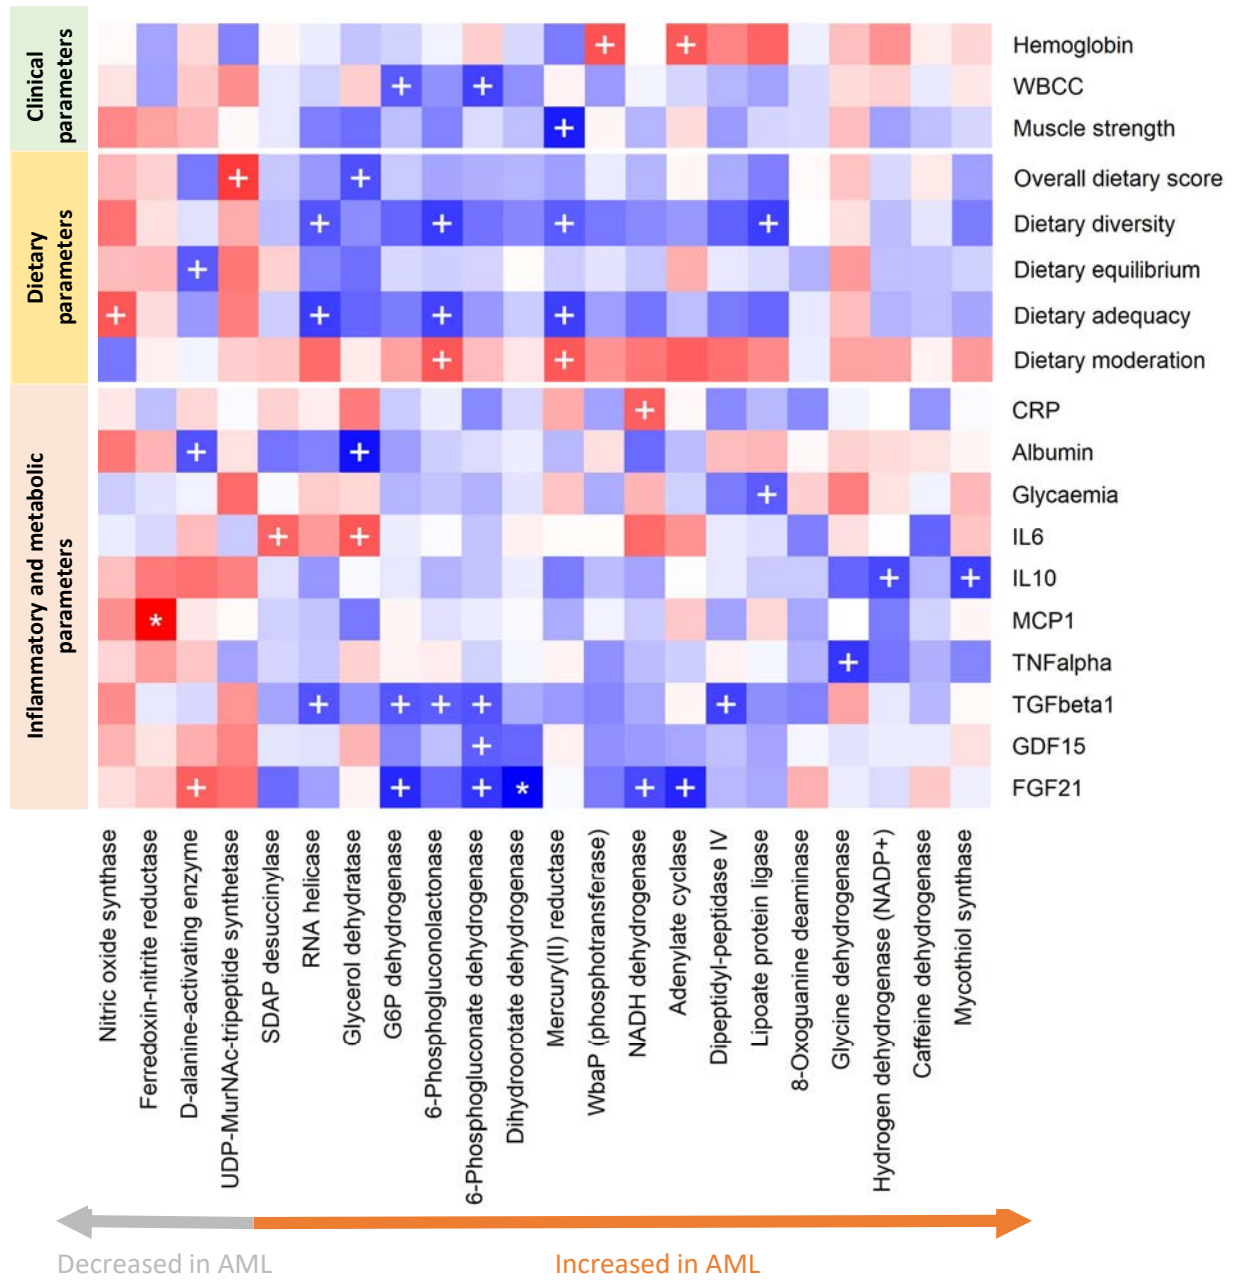 Clinical
parameters
Dietary
parameters
Inflammatory and metabolic
parameters
+ + Hemoglobin
+ + WBCC
+ Muscle strength
+ + Overall dietary score
+ + + + Dietary diversity
+ Dietary equilibrium
+ + + + Dietary adequacy
+ + Dietary moderation
+ CRP
+ + Albumin
+ Glycaemia
+ + IL6
+ + IL10
* MCP1
+ TNFalpha
+ + + + + TGFbeta1
+ GDF15
+ + + * + + FGF21
Nitric oxide synthase
Ferredoxin-nitrite reductase
D-alanine-activating enzyme
UDP-MurNAc-tripeptide synthetase
SDAP desuccinylase
RNA helicase
Glycerol dehydratase
G6P dehydrogenase
6-Phosphogluconolactonase
6-Phosphogluconate dehydrogenase
Dihydroorotate dehydrogenase
Mercury(II) reductase
WbaP (phosphotransferase)
NADH dehydrogenase
Adenylate cyclase
Dipeptidyl-peptidase IV
Lipoate protein ligase
8-Oxoguanine deaminase
Glycine dehydrogenase
Hydrogen dehydrogenase (NADP+)
Caffeine dehydrogenase
Mycothiol synthase
Decreased in AML
Increased in AML